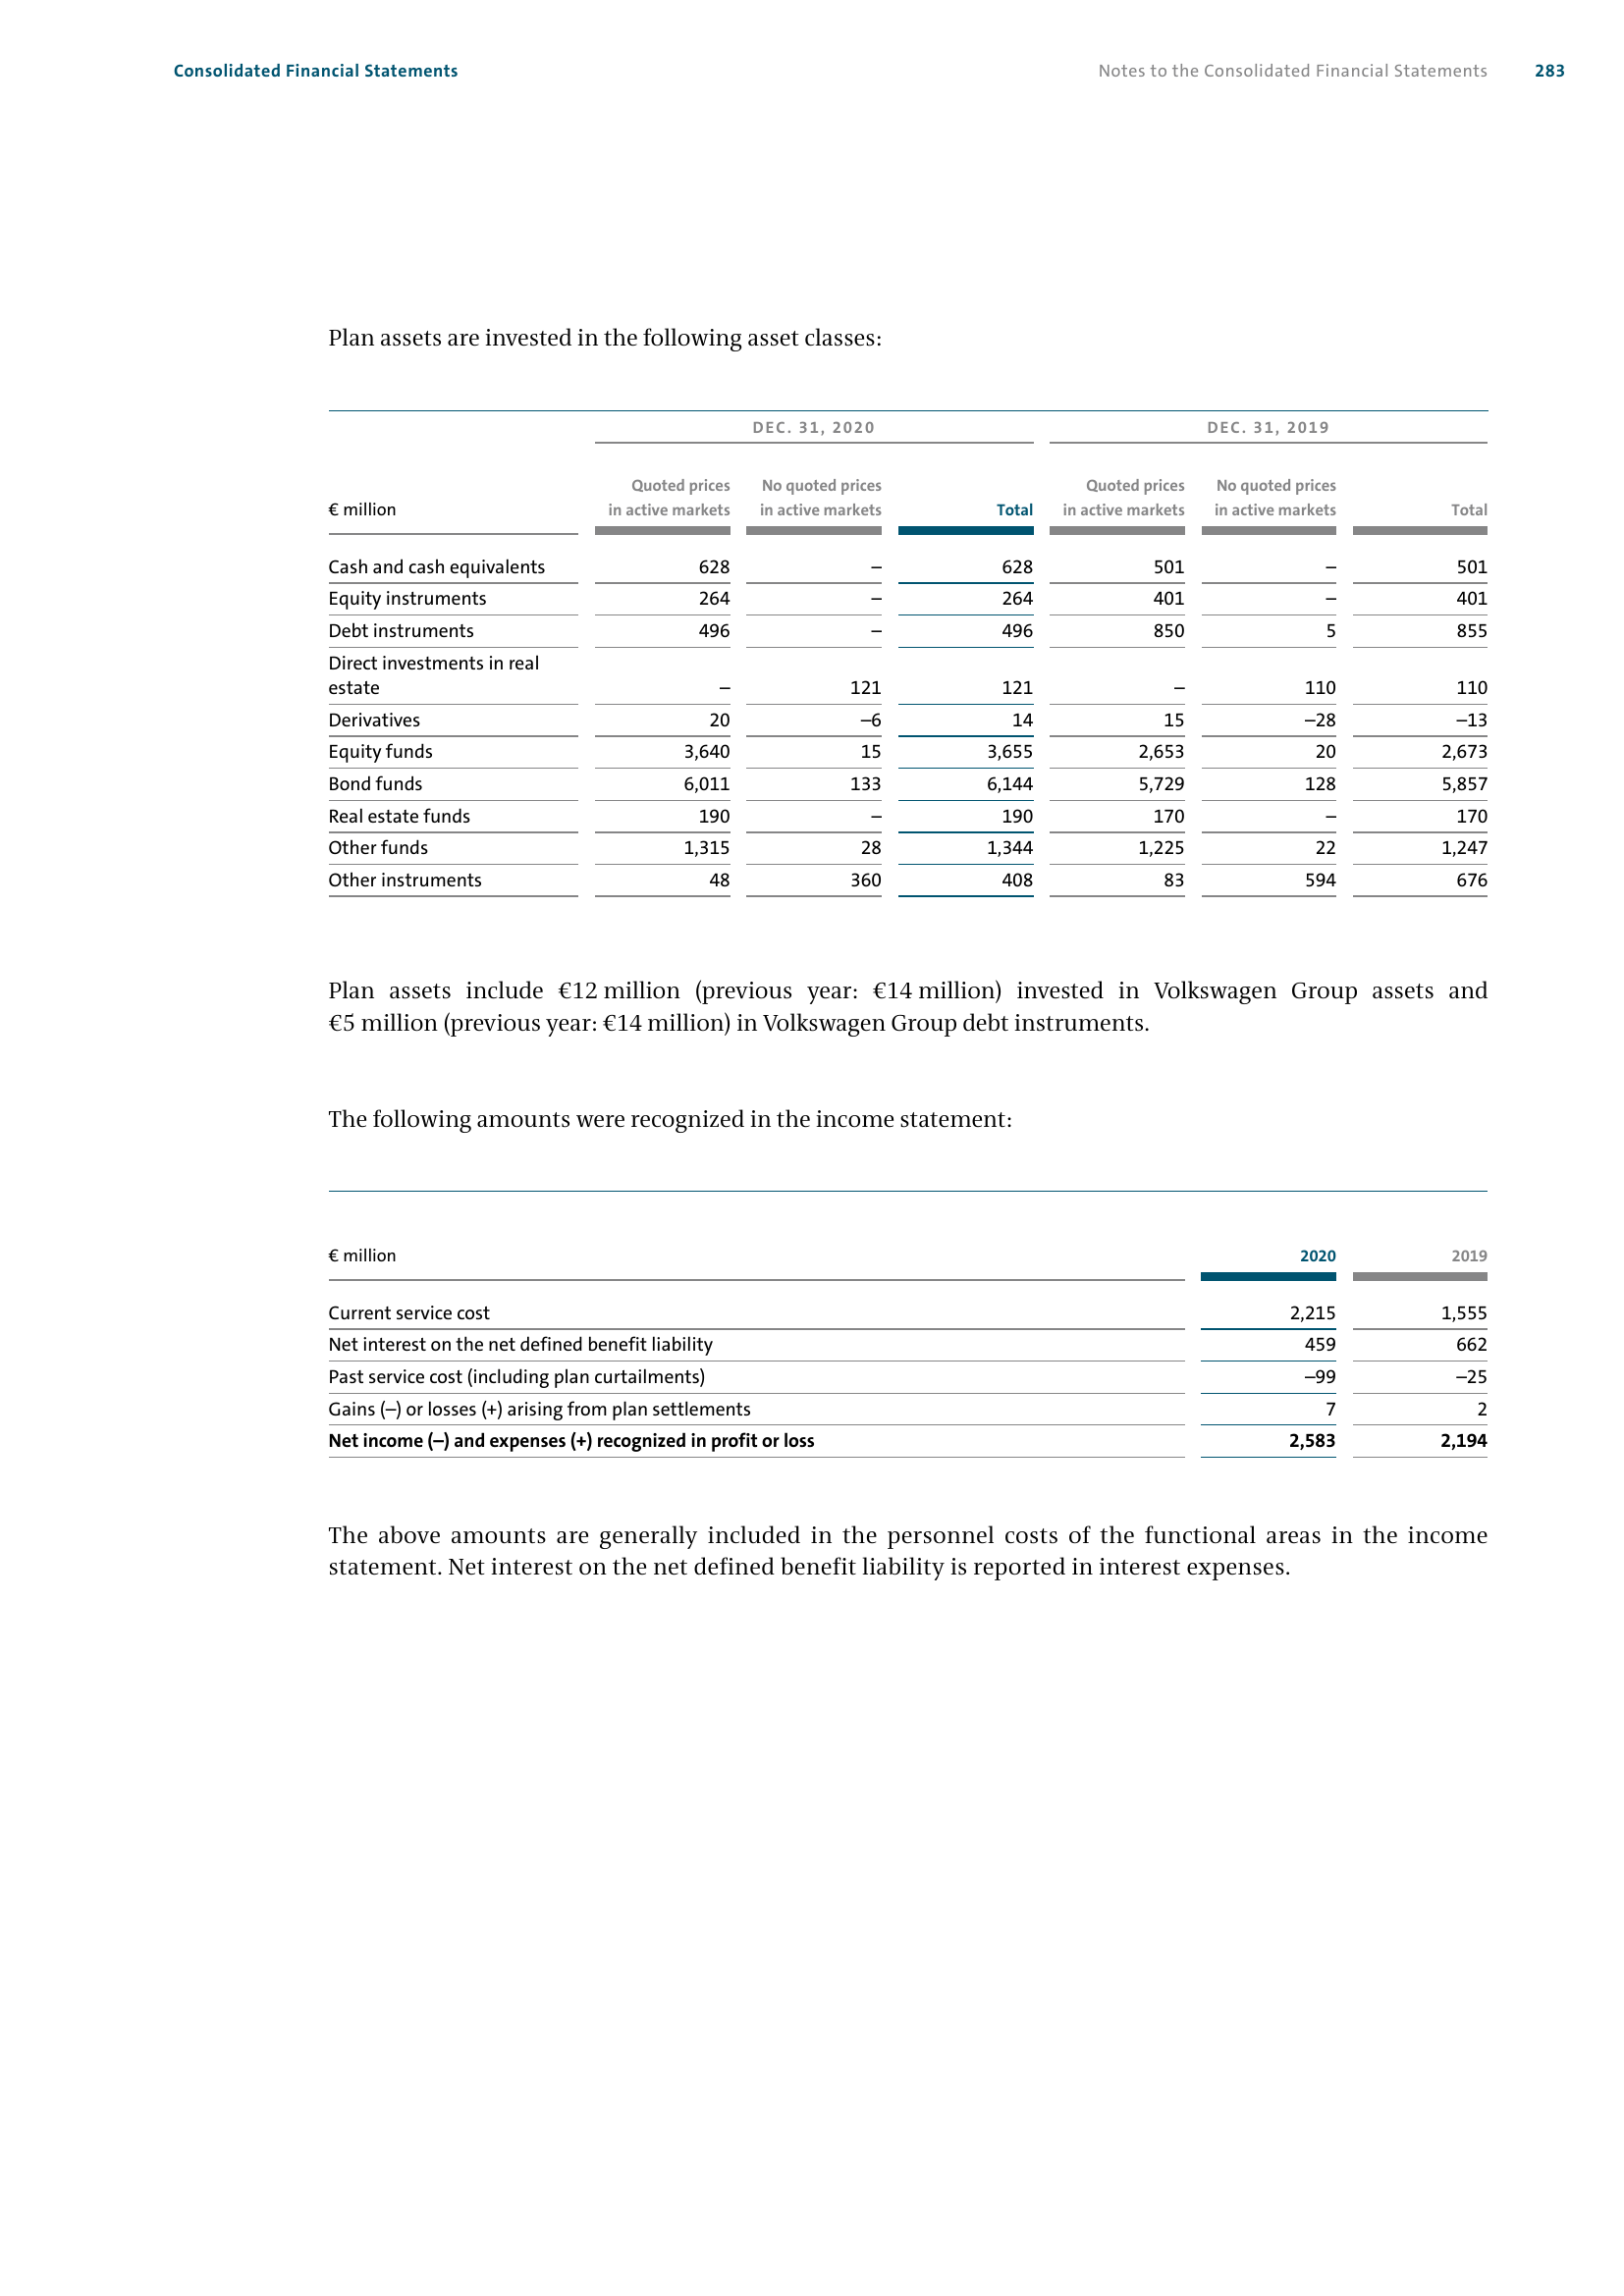 Consolidated Financial Statements Notes to the Consolidated Financial Statements 283
Plan assets are invested in the following asset classes:
DEC. 31, 2020 DEC. 31, 2019
Quoted prices No quoted prices Quoted prices No quoted prices
€ million in active markets in active markets Total in active markets in active markets Total
Cash and cash equivalents 628 – 628 501 – 501
Equity instruments 264 – 264 401 – 401
Debt instruments 496 – 496 850 5 855
Direct investments in real
estate – 121 121 – 110 110
Derivatives 20 –6 14 15 –28 –13
Equity funds 3,640 15 3,655 2,653 20 2,673
Bond funds 6,011 133 6,144 5,729 128 5,857
Real estate funds 190 – 190 170 – 170
Other funds 1,315 28 1,344 1,225 22 1,247
Other instruments 48 360 408 83 594 676
Plan assets include €12 million (previous year: €14 million) invested in Volkswagen Group assets and
€5 million (previous year: €14 million) in Volkswagen Group debt instruments.
The following amounts were recognized in the income statement:
€ million 2020 2019
Current service cost 2,215 1,555
Net interest on the net defined benefit liability 459 662
Past service cost (including plan curtailments) –99 –25
Gains (–) or losses (+) arising from plan settlements 7 2
Net income (–) and expenses (+) recognized in profit or loss 2,583 2,194
The above amounts are generally included in the personnel costs of the functional areas in the income
statement. Net interest on the net defined benefit liability is reported in interest expenses.